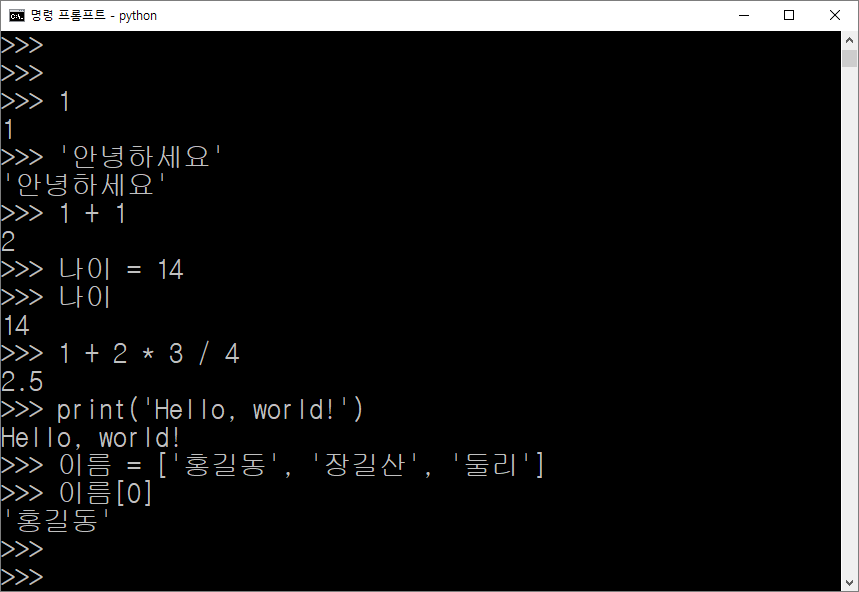 명령 프롬프트 - python
>>>
>>>
>>> 1
1
>>> '안녕하세요'
'안녕하세요'
>>> 1 + 1
2
>>> 나이 = 14
>>> 나이
14
>>> 1 + 2 * 3 / 4
2.5
>>> print('Hello, world!')
Hello, world!
>>> 이름 = ['홍길동', '장길산', '둘리']
>>> 이름[0]
'홍길동'
>>>
>>>